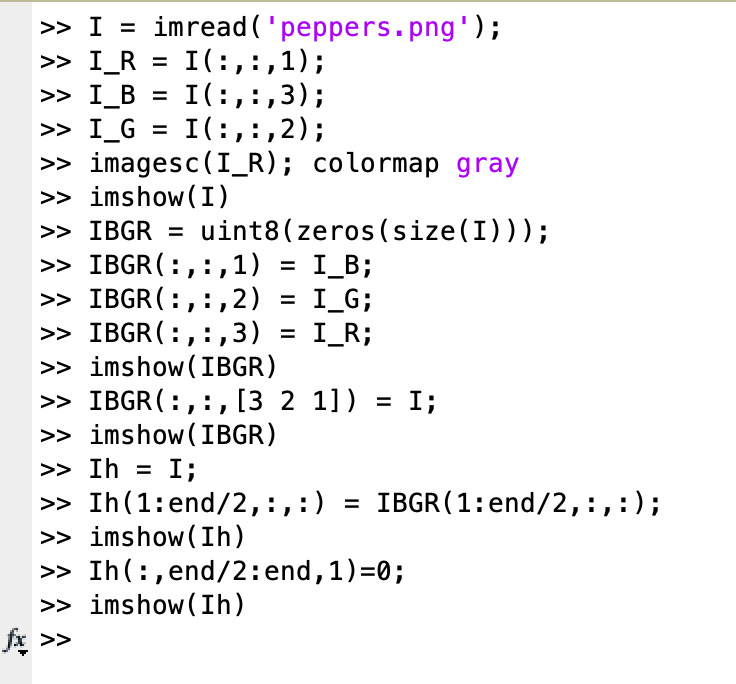 >> I = imread('peppers.png');
>> I_R = I(:,:,1);
>> I_B = I(:,:,3);
>> I_G = I(:,:,2);
>> imagesc(I_R); colormap gray
>> imshow(I)
>> IBGR = uint8(zeros(size(I)));
>> IBGR(:,:,1) = I_B;
>> IBGR(:,:,2) = I_G;
>> IBGR(:,:,3) = I_R;
>> imshow(IBGR)
>> IBGR(:,:,[3 2 1]) = I;
>> imshow(IBGR)
>> Ih = I;
>> Ih(1:end/2,:,:) = IBGR(1:end/2,:,:);
>> imshow(Ih)
>> Ih(:,end/2:end,1)=0;
>> imshow(Ih)
fx >>